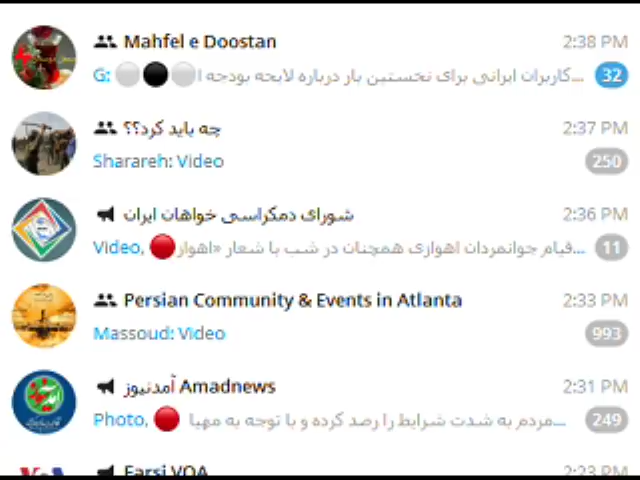 Mahfel e Doostan 2:38 PM
G: کاربران ایرانی برای نخستین بار درباره لایحه بودجه ا... 32
چه باید کرد؟؟ 2:37 PM
Sharareh: Video 250
شورای دمکراسی خواهان ایران 2:36 PM
Video, قیام جوانمردان اهوازی همچنان در شب با شعار «اهواز... 11
Persian Community & Events in Atlanta 2:33 PM
Massoud: Video 993
آمدنیوز Amadnews 2:31 PM
Photo, مردم به شدت شرایط را رصد کرده و با توجه به مهیا... 249
Farsi VOA 2:23 PM